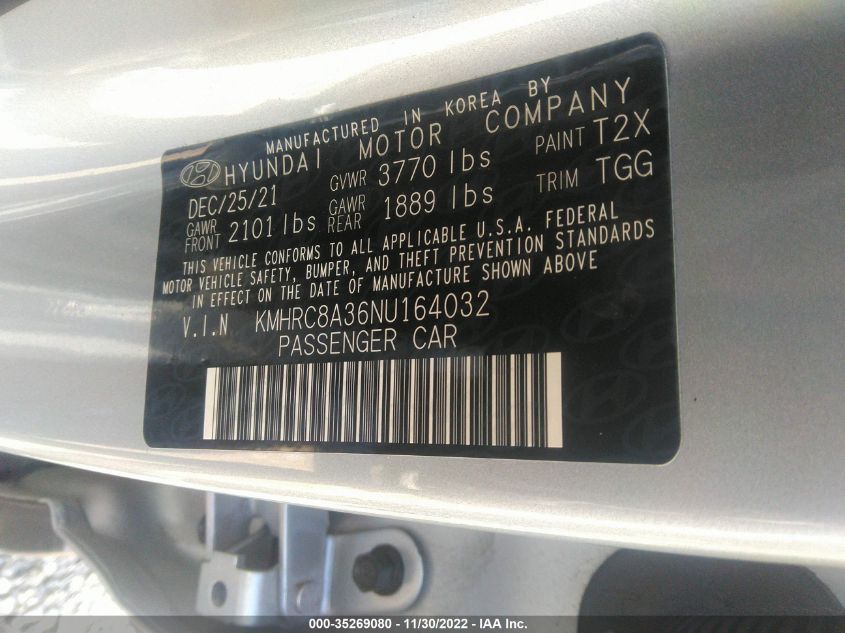 MANUFACTURED IN KOREA BY
HYUNDAI MOTOR COMPANY
DEC/25/21 GVWR 3770 lbs PAINT T2X
GAWR FRONT 2101 lbs GAWR REAR 1889 lbs TRIM TGG
THIS VEHICLE CONFORMS TO ALL APPLICABLE U.S.A. FEDERAL
MOTOR VEHICLE SAFETY, BUMPER, AND THEFT PREVENTION STANDARDS
IN EFFECT ON THE DATE OF MANUFACTURE SHOWN ABOVE
V.I.N KMHRC8A36NU164032
PASSENGER CAR
000-35269080 - 11/30/2022 - IAA Inc.